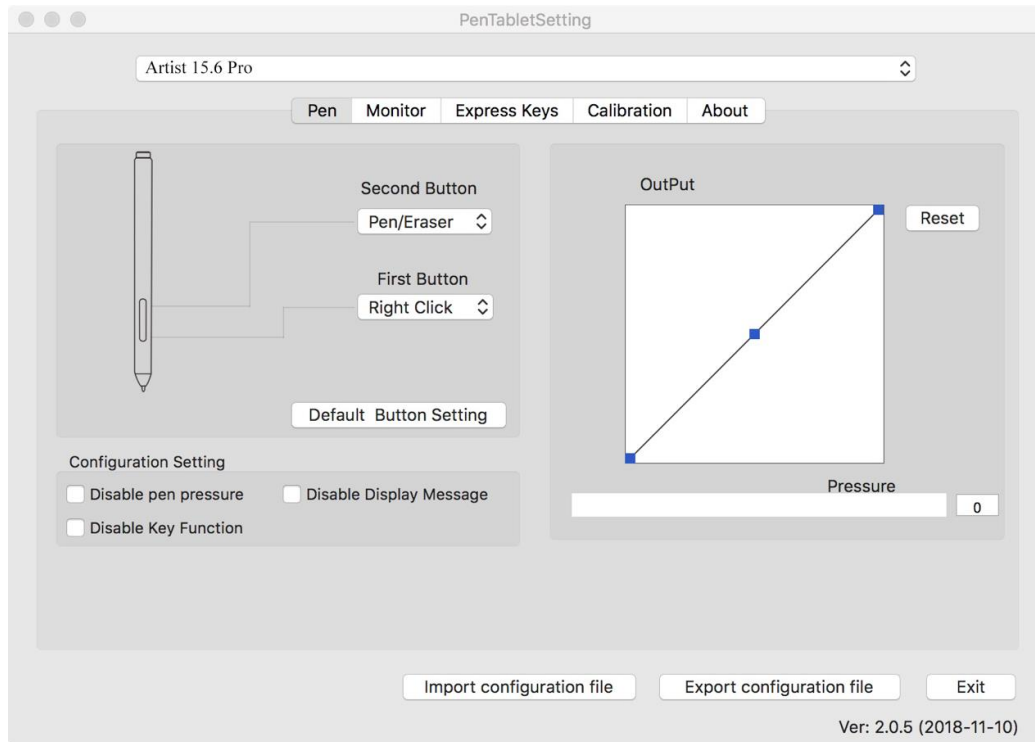 PenTabletSetting
Artist 15.6 Pro
Pen Monitor Express Keys Calibration About
Second Button
Pen/Eraser
First Button
Right Click
Default Button Setting
OutPut
Reset
Pressure
0
Configuration Setting
Disable pen pressure Disable Display Message
Disable Key Function
Import configuration file Export configuration file Exit
Ver: 2.0.5 (2018-11-10)